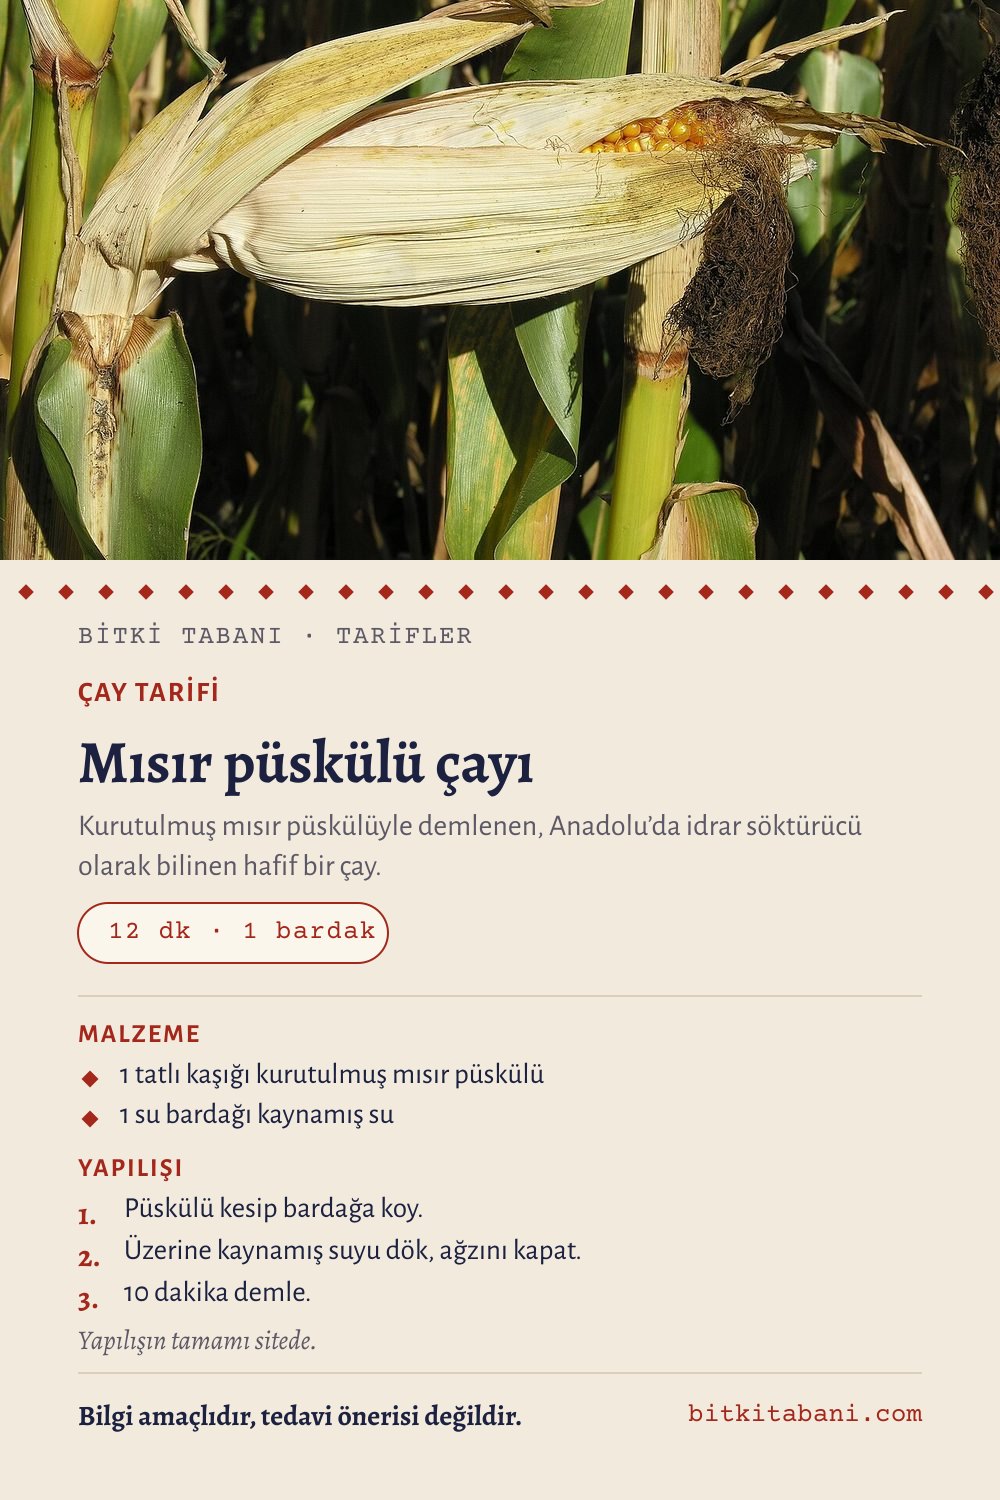 BİTKİ TABANI · TARİFLER
ÇAY TARİFİ
Mısır püskülü çayı
Kurutulmuş mısır püskülüyle demlenen, Anadolu’da idrar söktürücü
olarak bilinen hafif bir çay.
12 dk · 1 bardak
MALZEME
◆ 1 tatlı kaşığı kurutulmuş mısır püskülü
◆ 1 su bardağı kaynamış su
YAPILIŞI
1. Püskülü kesip bardağa koy.
2. Üzerine kaynamış suyu dök, ağzını kapat.
3. 10 dakika demle.
Yapılışın tamamı sitede.
Bilgi amaçlıdır, tedavi önerisi değildir.
bitkitabani.com